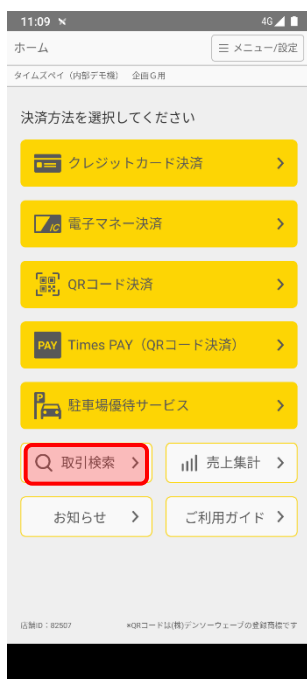 11:09 4G
ホーム
≡ メニュー/設定
タイムズペイ（内部デモ機） 企画G用
決済方法を選択してください
クレジットカード決済
IC 電子マネー決済
QRコード決済
PAY Times PAY（QRコード決済）
P 駐車場優待サービス
取引検索
売上集計
お知らせ
ご利用ガイド
店舗ID：82507 *QRコードは(株)デンソーウェーブの登録商標です